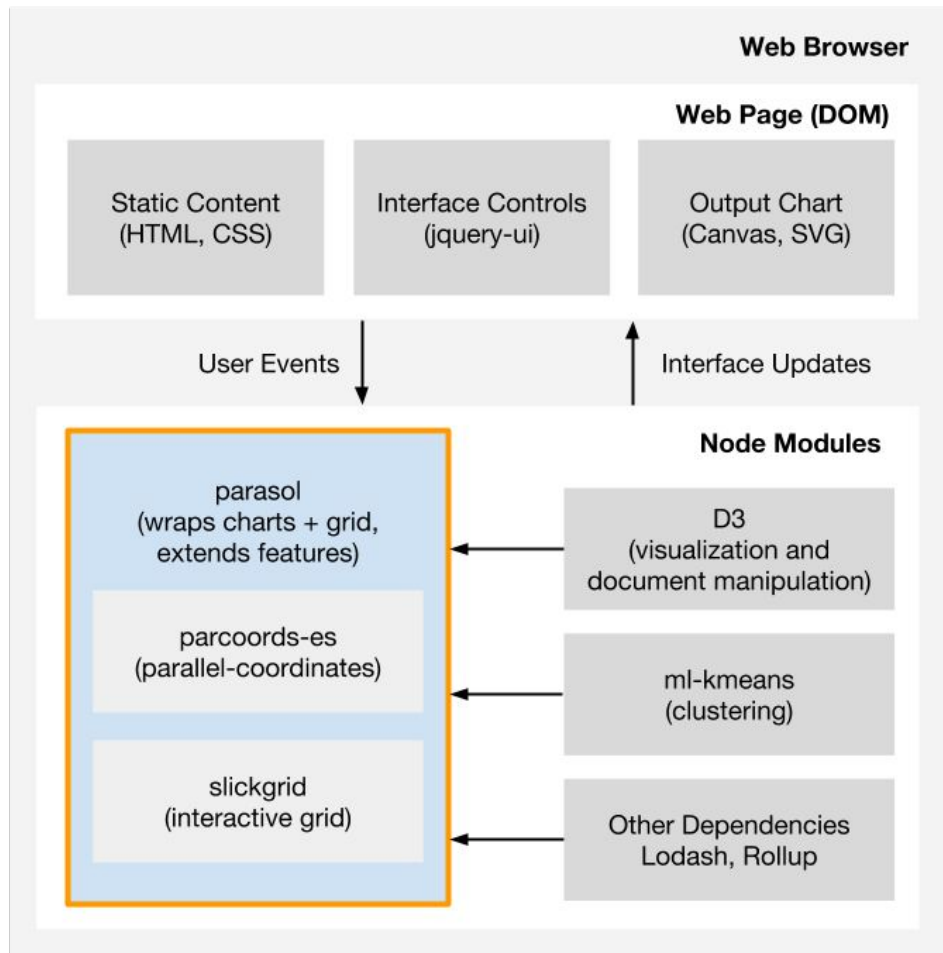 Web Browser
Web Page (DOM)
Static Content
(HTML, CSS)
Interface Controls
(jquery-ui)
Output Chart
(Canvas, SVG)
User Events
Interface Updates
Node Modules
parasol
(wraps charts + grid,
extends features)
parcoords-es
(parallel-coordinates)
slickgrid
(interactive grid)
D3
(visualization and
document manipulation)
ml-kmeans
(clustering)
Other Dependencies
Lodash, Rollup